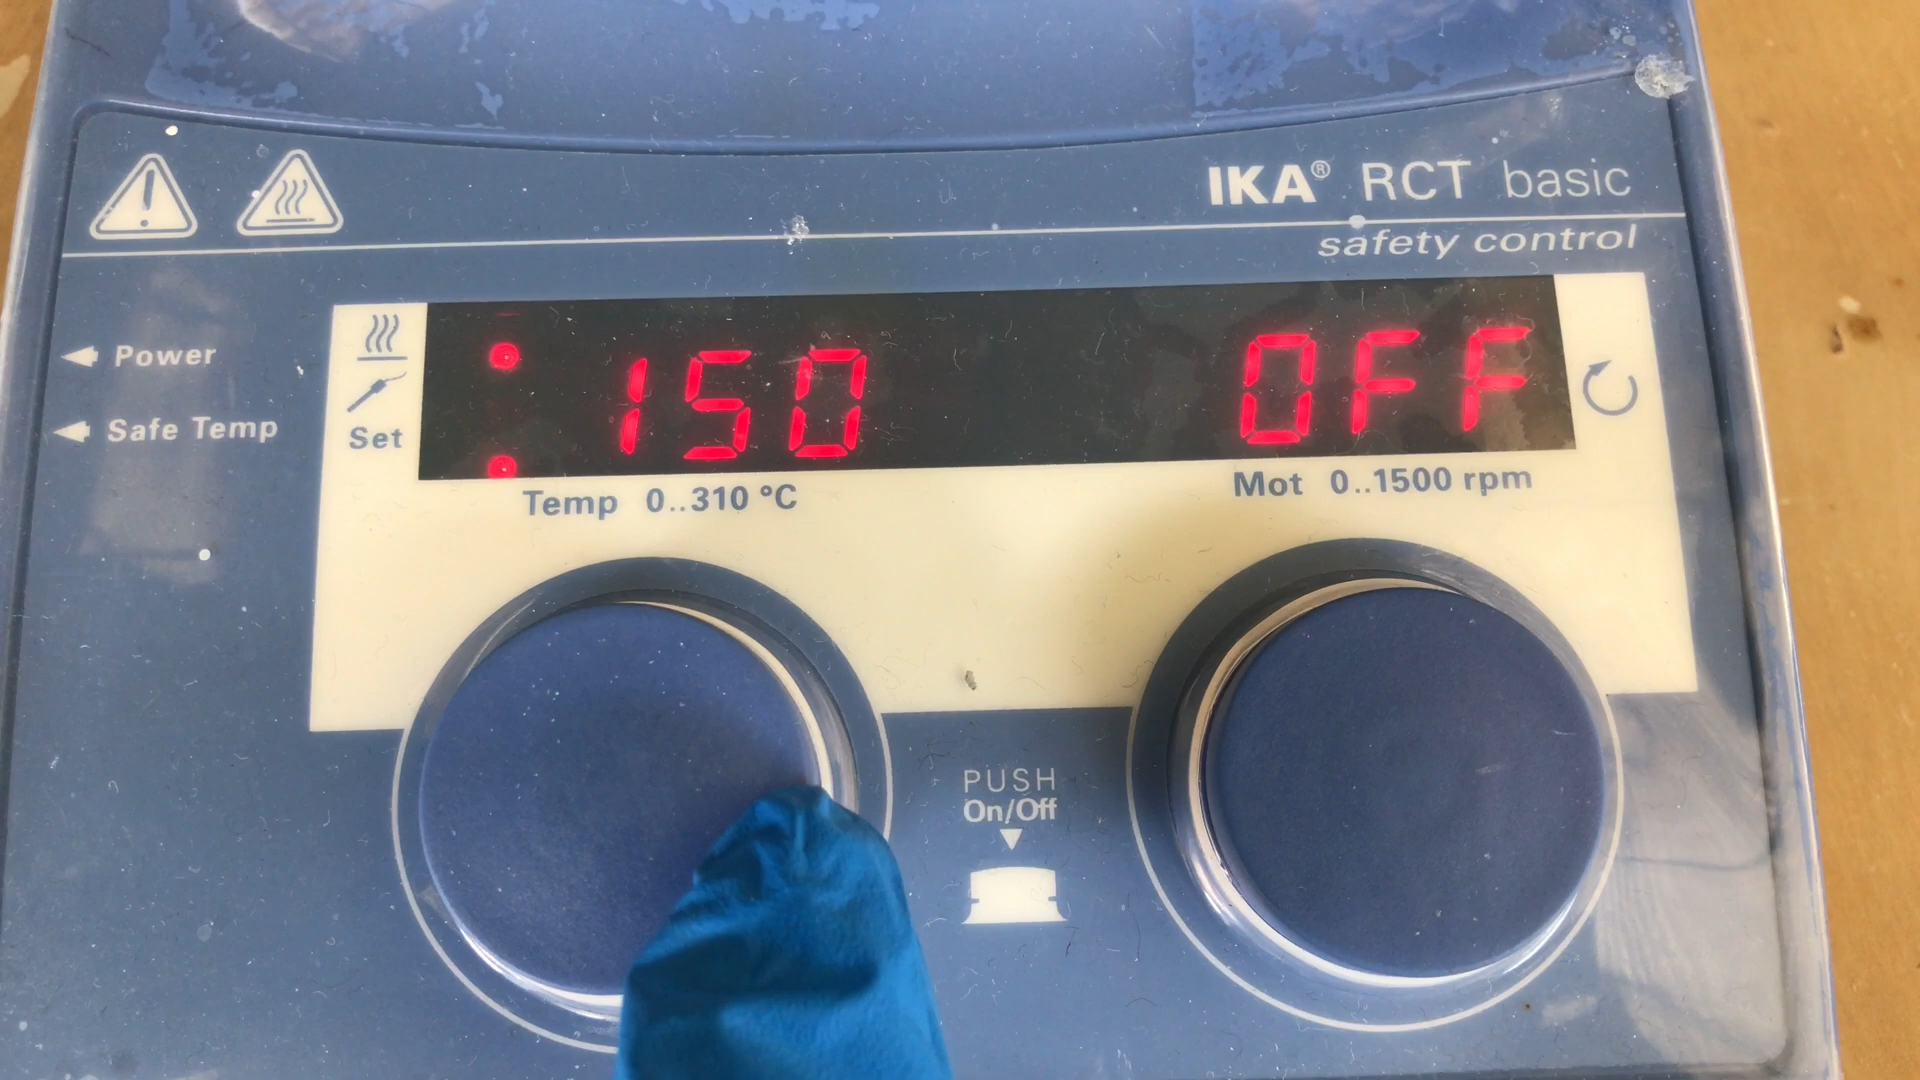 IKA® RCT basic
safety control
Power
Safe Temp
Set
150 OFF
Temp 0..310 °C
Mot 0..1500 rpm
PUSH
On/Off